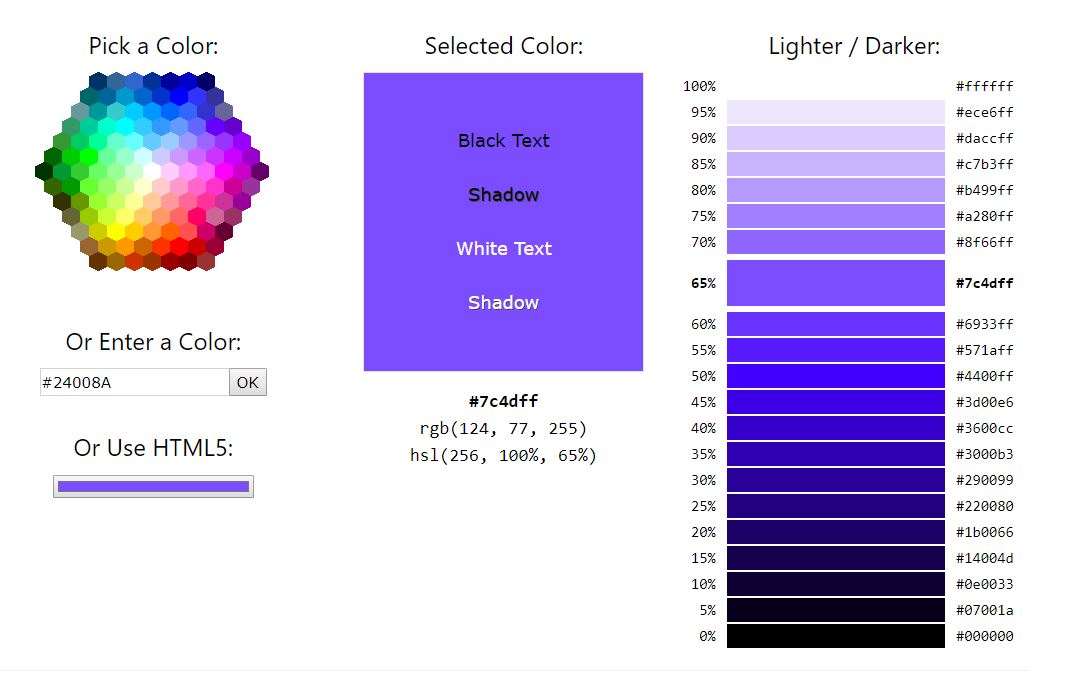 Pick a Color:
Or Enter a Color:
#24008A OK
Or Use HTML5:
Selected Color:
Black Text
Shadow
White Text
Shadow
#7c4dff
rgb(124, 77, 255)
hsl(256, 100%, 65%)
Lighter / Darker:
100% #ffffff
95% #ece6ff
90% #daccff
85% #c7b3ff
80% #b499ff
75% #a280ff
70% #8f66ff
65% #7c4dff
60% #6933ff
55% #571aff
50% #4400ff
45% #3d00e6
40% #3600cc
35% #3000b3
30% #290099
25% #220080
20% #1b0066
15% #14004d
10% #0e0033
5% #07001a
0% #000000